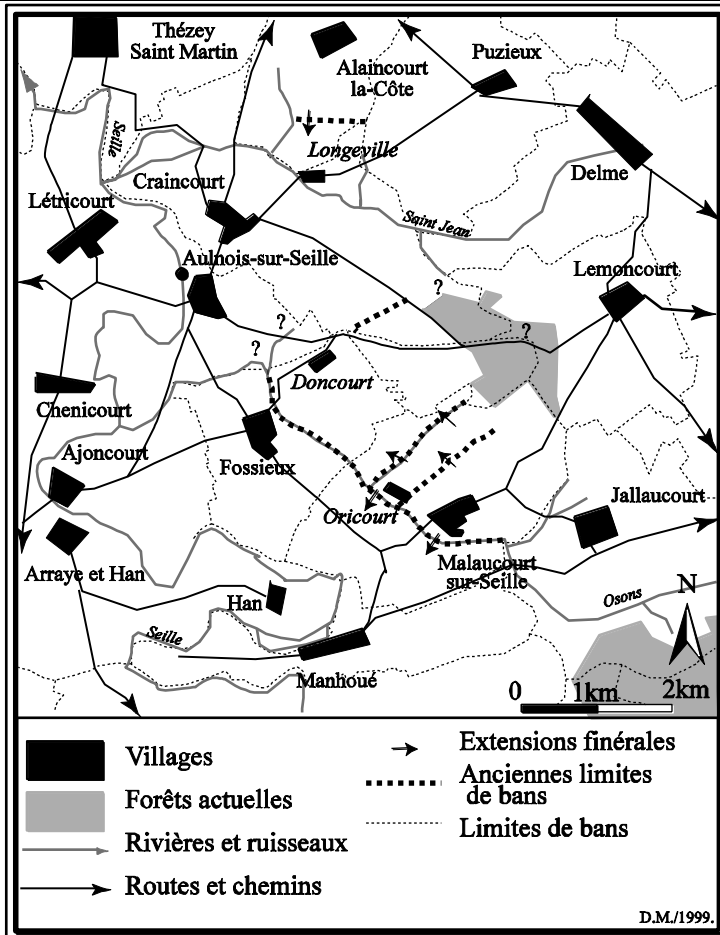 Thézey
Saint Martin
Alaincourt
la-Côte
Puzieux
Seille
Longeville
Delme
Craincourt
Létricourt
Saint Jean
Aulnois-sur-Seille
Lemoncourt
?
?
?
?
Doncourt
Chenicourt
Ajoncourt
Fossieux
Oricourt
Jallaucourt
Malaucourt
sur-Seille
Arraye et Han
Han
Osons
N
Seille
Manhoué
0 1km 2km
Villages
Forêts actuelles
Rivières et ruisseaux
Routes et chemins
Extensions finérales
Anciennes limites
de bans
Limites de bans
D.M./1999.